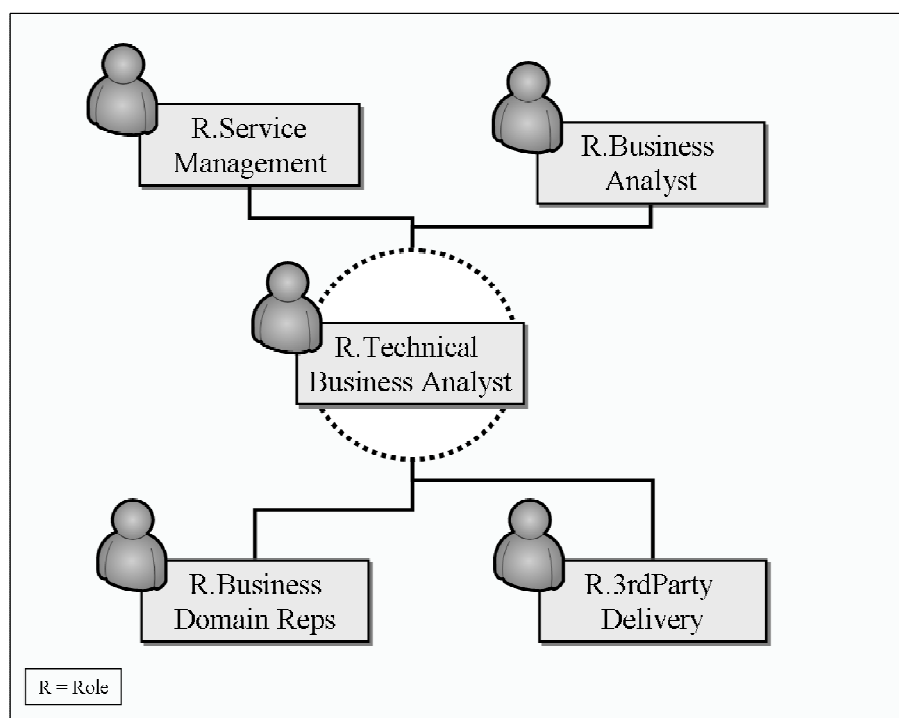 R.Service
Management
R.Business
Analyst
R.Technical
Business Analyst
R.Business
Domain Reps
R.3rdParty
Delivery
R = Role